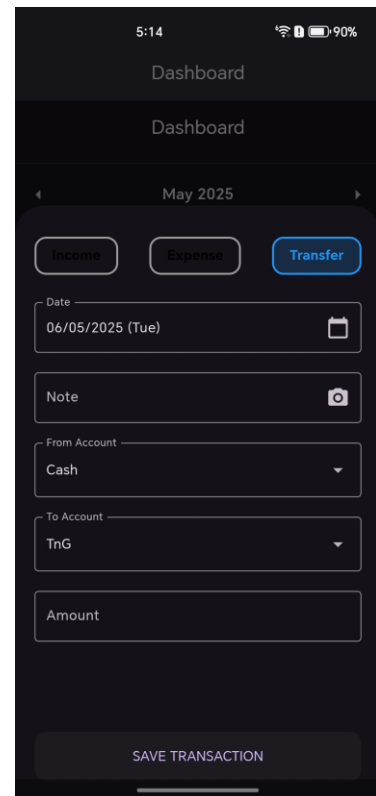 5:14 90%
Dashboard
Dashboard
May 2025
Income Expense Transfer
Date
06/05/2025 (Tue)
Note
From Account
Cash
To Account
TnG
Amount
SAVE TRANSACTION